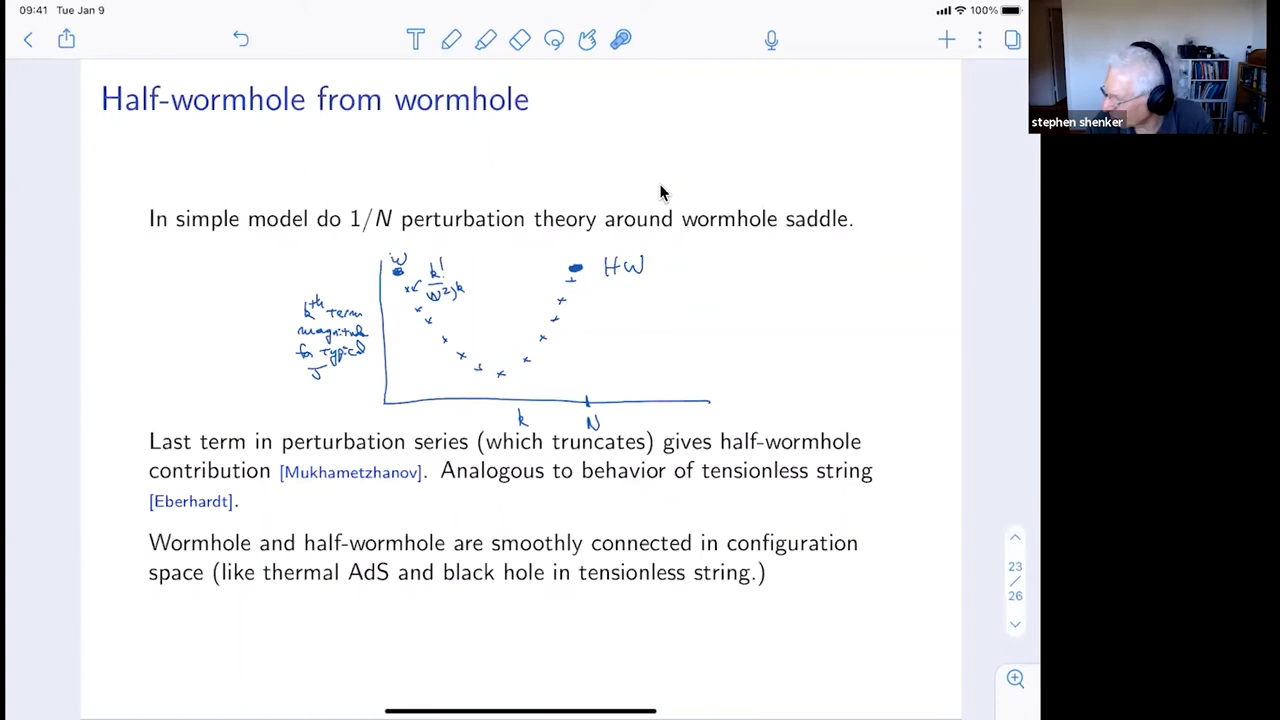 09:41 Tue Jan 9
100%
stephen shenker
Half-wormhole from wormhole
In simple model do 1/N perturbation theory around wormhole saddle.
W
k!
N²)ᵏ
HW
kᵗʰ term
magnitude
for typical
J
k
N
Last term in perturbation series (which truncates) gives half-wormhole
contribution [Mukhametzhanov]. Analogous to behavior of tensionless string
[Eberhardt].
Wormhole and half-wormhole are smoothly connected in configuration
space (like thermal AdS and black hole in tensionless string.)
23
/
26